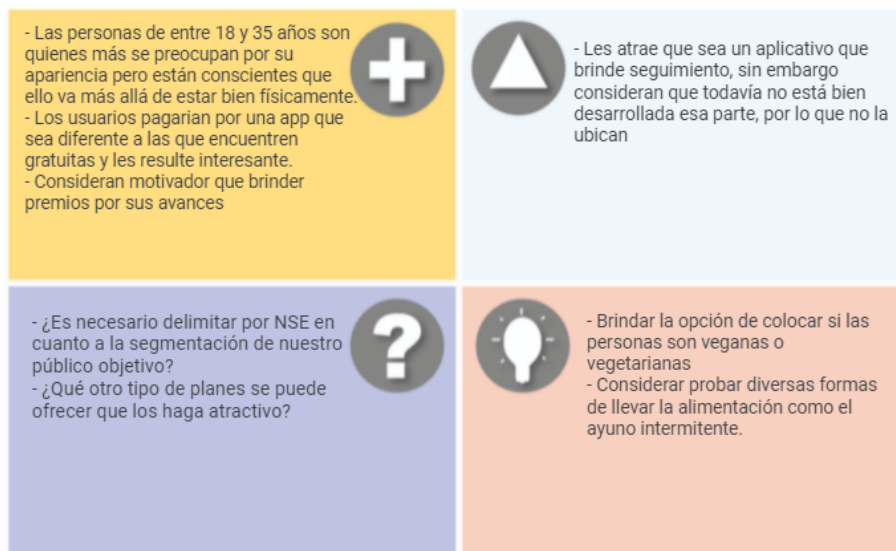 - Las personas de entre 18 y 35 años son
quienes más se preocupan por su
apariencia pero están conscientes que
ello va más allá de estar bien físicamente.
- Los usuarios pagarian por una app que
sea diferente a las que encuentren
gratuitas y les resulte interesante.
- Consideran motivador que brinder
premios por sus avances
- Les atrae que sea un aplicativo que
brinde seguimiento, sin embargo
consideran que todavía no está bien
desarrollada esa parte, por lo que no la
ubican
- ¿Es necesario delimitar por NSE en
cuanto a la segmentación de nuestro
público objetivo?
- ¿Qué otro tipo de planes se puede
ofrecer que los haga atractivo?
- Brindar la opción de colocar si las
personas son veganas o
vegetarianas
- Considerar probar diversas formas
de llevar la alimentación como el
ayuno intermitente.